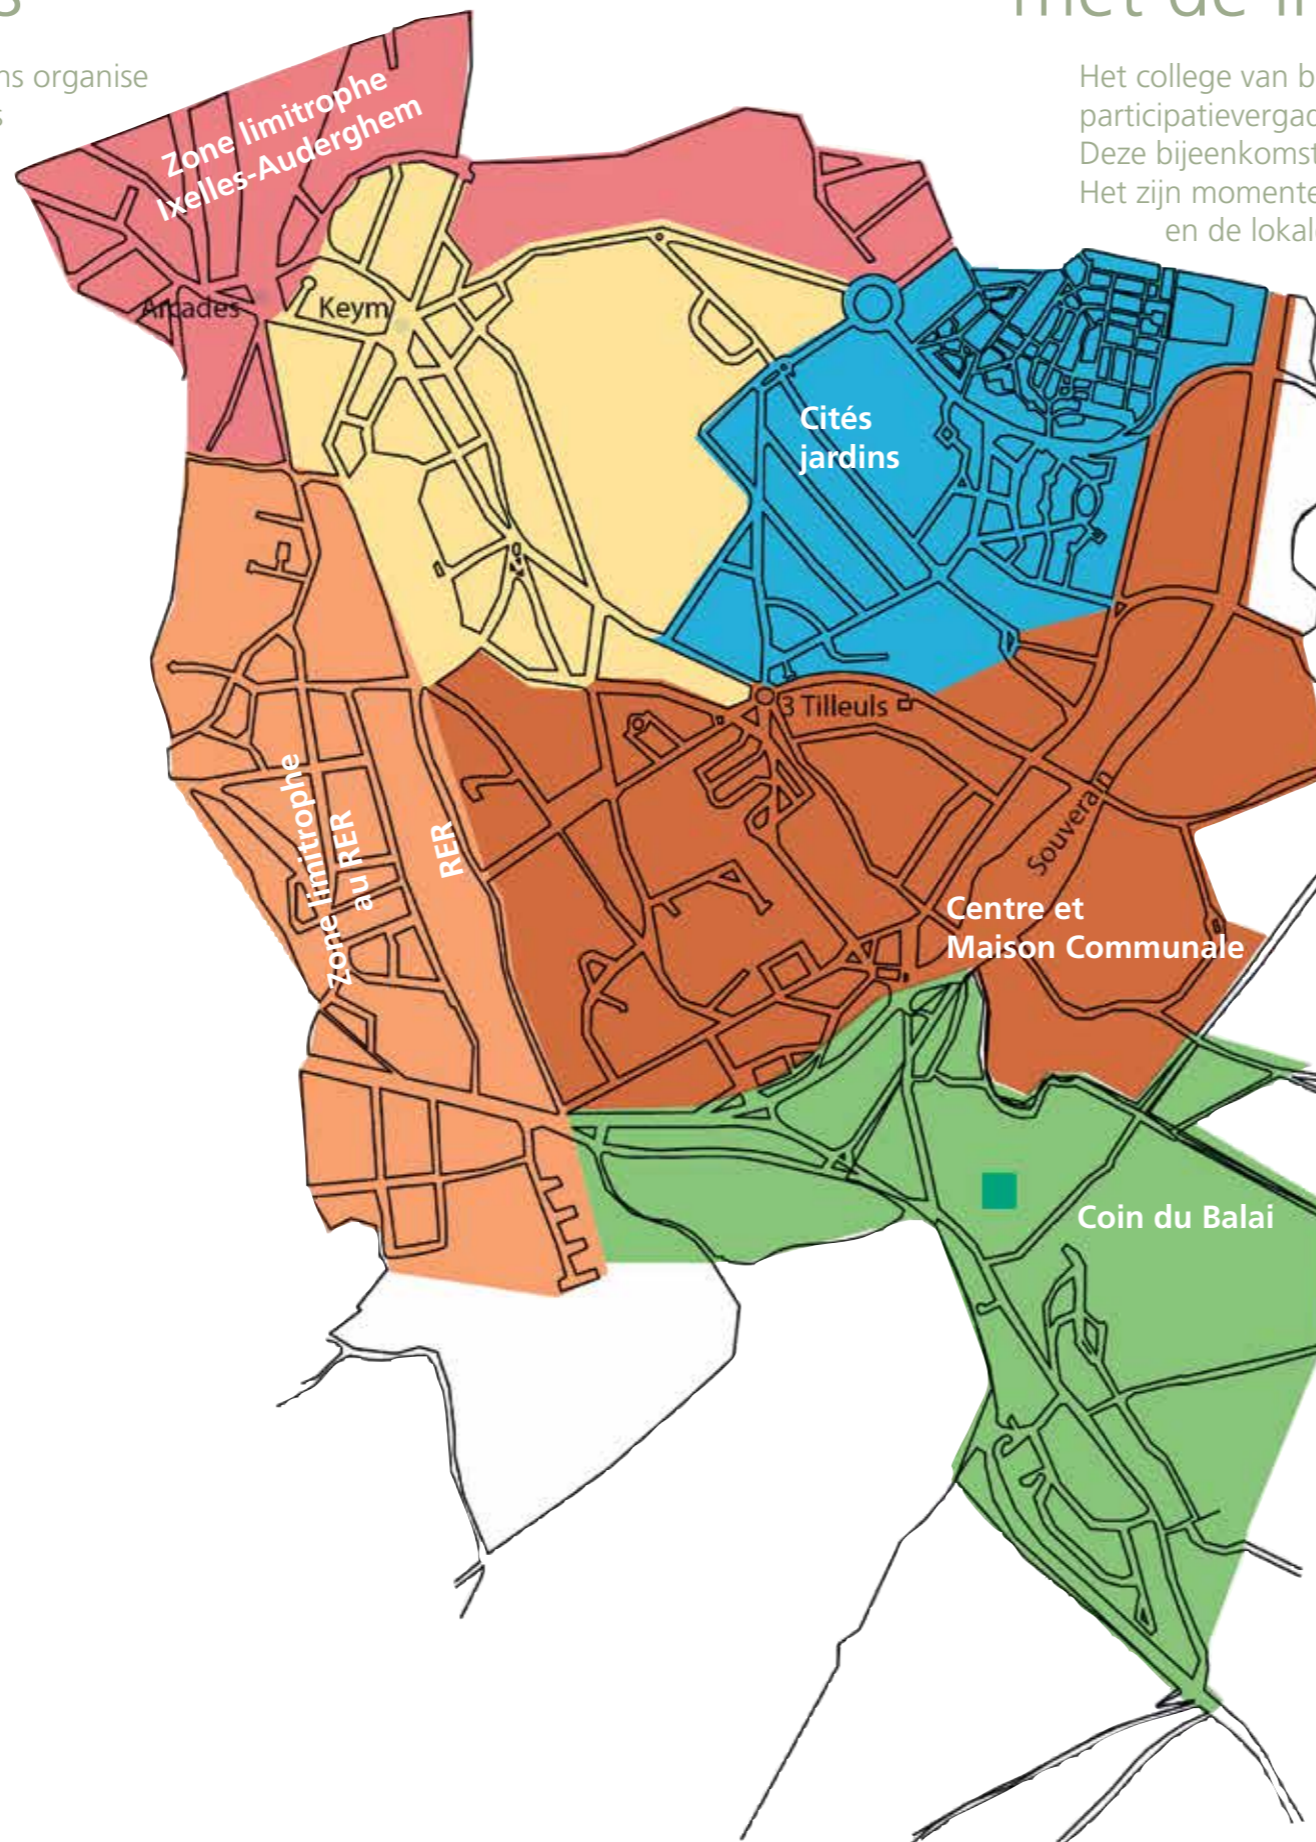 ns organise
s
Het college van b
participatievergad
Deze bijeenkomst
Het zijn momente
en de lokal
Zone limitrophe
Ixelles-Auderghem
Arcades
Keym
Cités
jardins
3 Tilleuls
Souverain
Zone limitrophe
au RER
RER
Centre et
Maison Communale
Coin du Balai